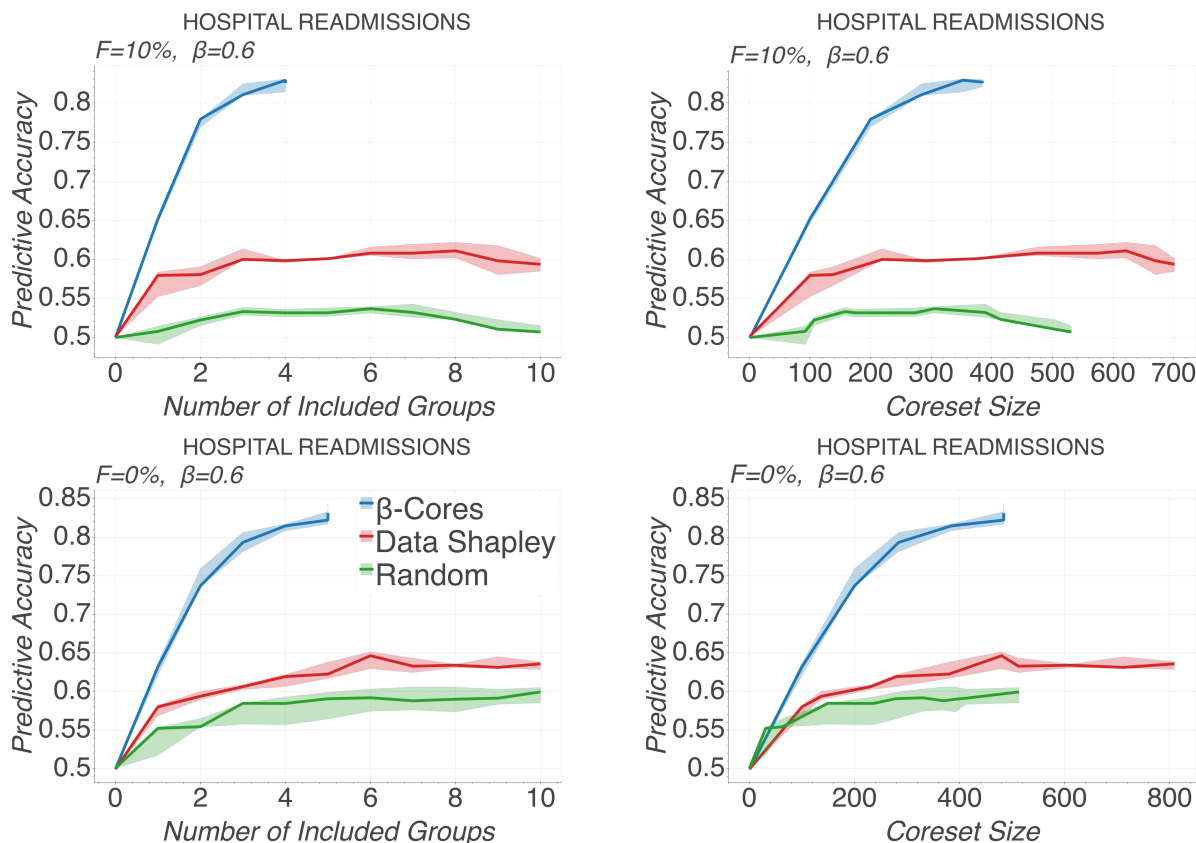 HOSPITAL READMISSIONS
F=10%, β=0.6
Predictive Accuracy
0.8
0.75
0.7
0.65
0.6
0.55
0.5
0 2 4 6 8 10
Number of Included Groups
HOSPITAL READMISSIONS
F=10%, β=0.6
Predictive Accuracy
0.8
0.75
0.7
0.65
0.6
0.55
0.5
0 100 200 300 400 500 600 700
Coreset Size
HOSPITAL READMISSIONS
F=0%, β=0.6
Predictive Accuracy
0.85
0.8
0.75
0.7
0.65
0.6
0.55
0.5
β-Cores
Data Shapley
Random
0 2 4 6 8 10
Number of Included Groups
HOSPITAL READMISSIONS
F=0%, β=0.6
Predictive Accuracy
0.85
0.8
0.75
0.7
0.65
0.6
0.55
0.5
0 200 400 600 800
Coreset Size